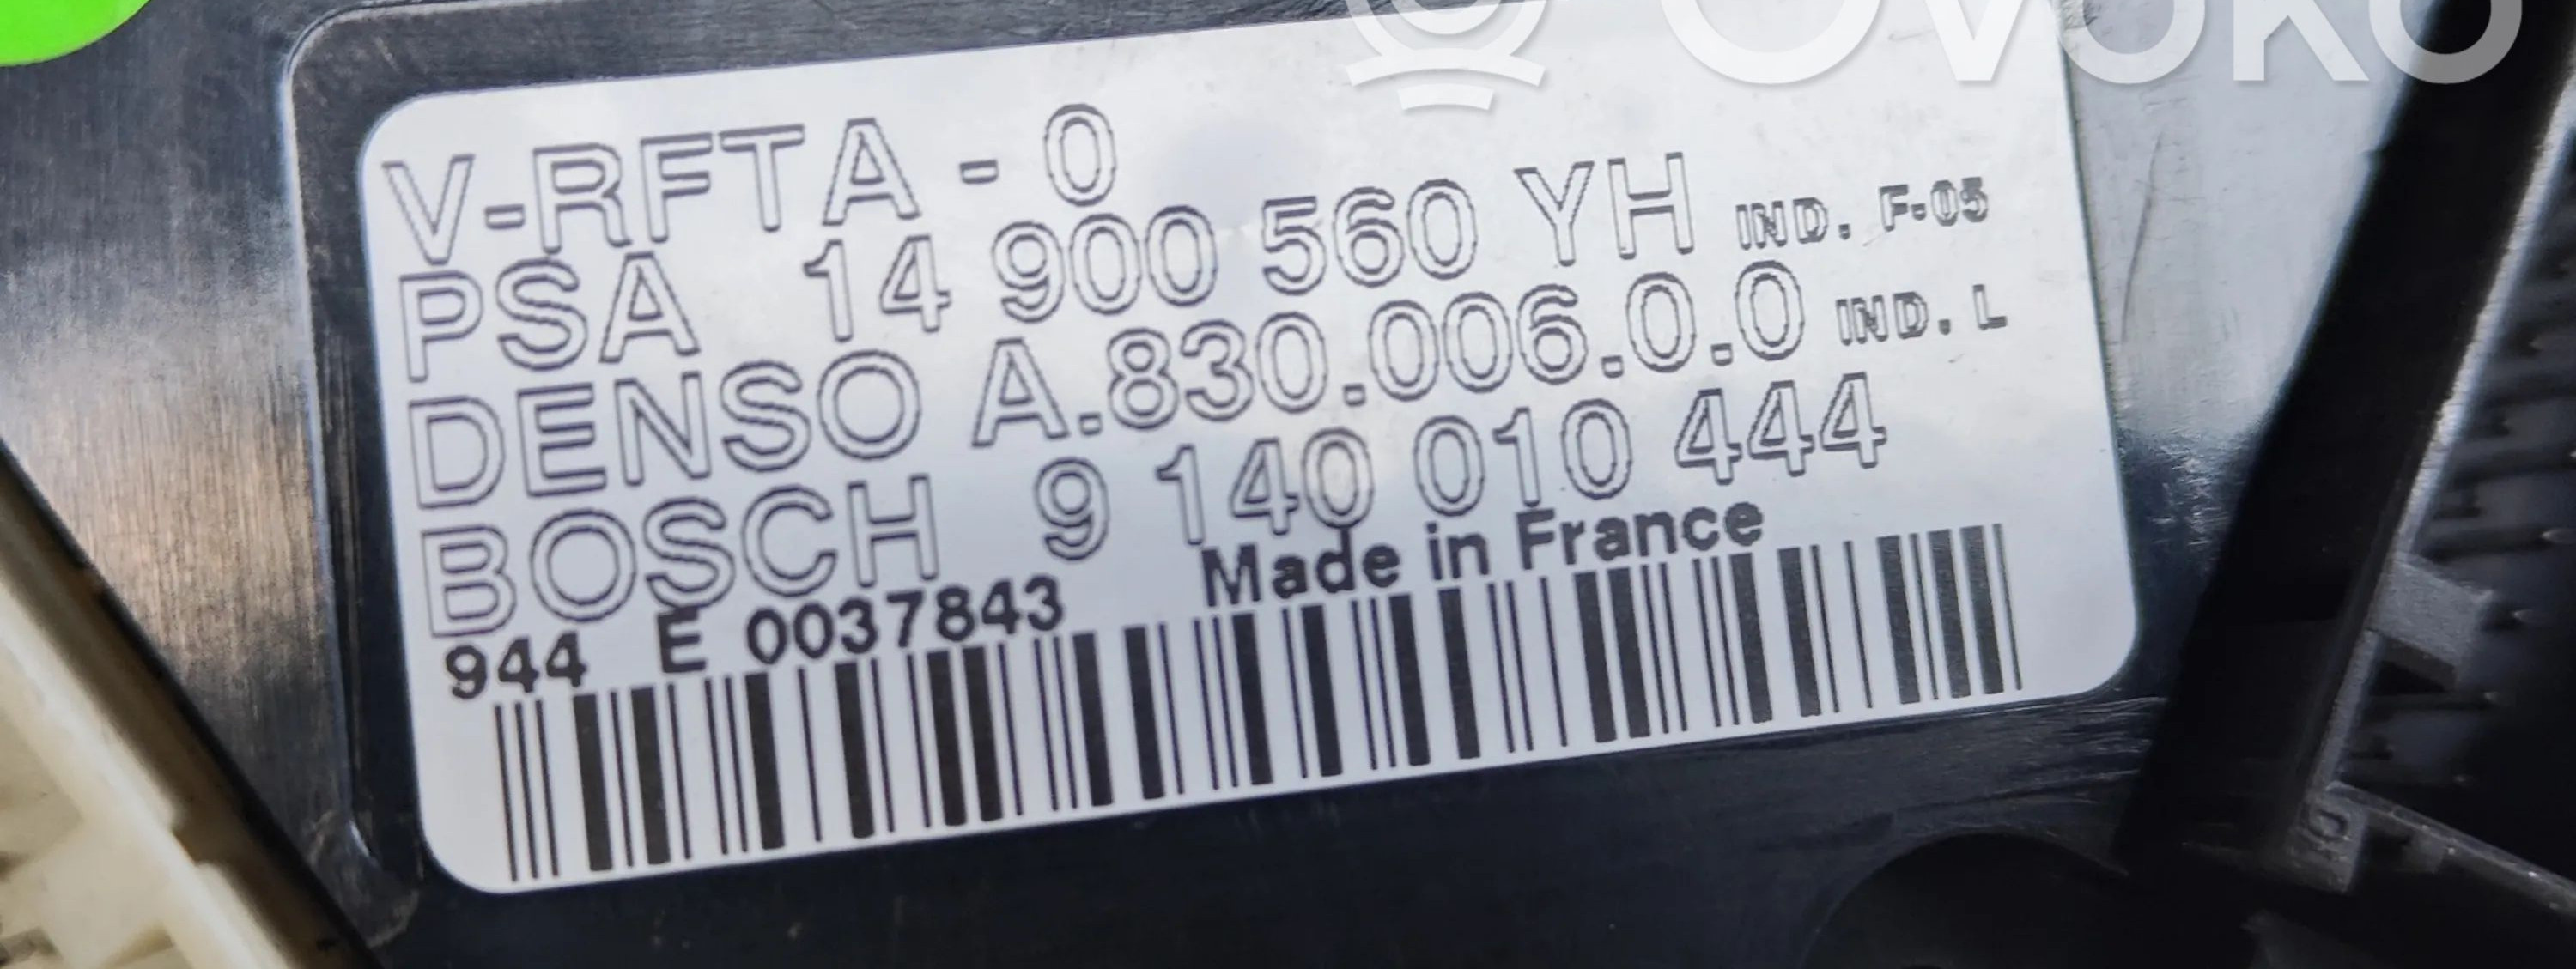 OVOKO
V-RFTA - 0
PSA 14 900 560 YH IND. F-05
DENSO A.830.006.0.0 IND. L
BOSCH 9 140 010 444
Made in France
944 E 0037843